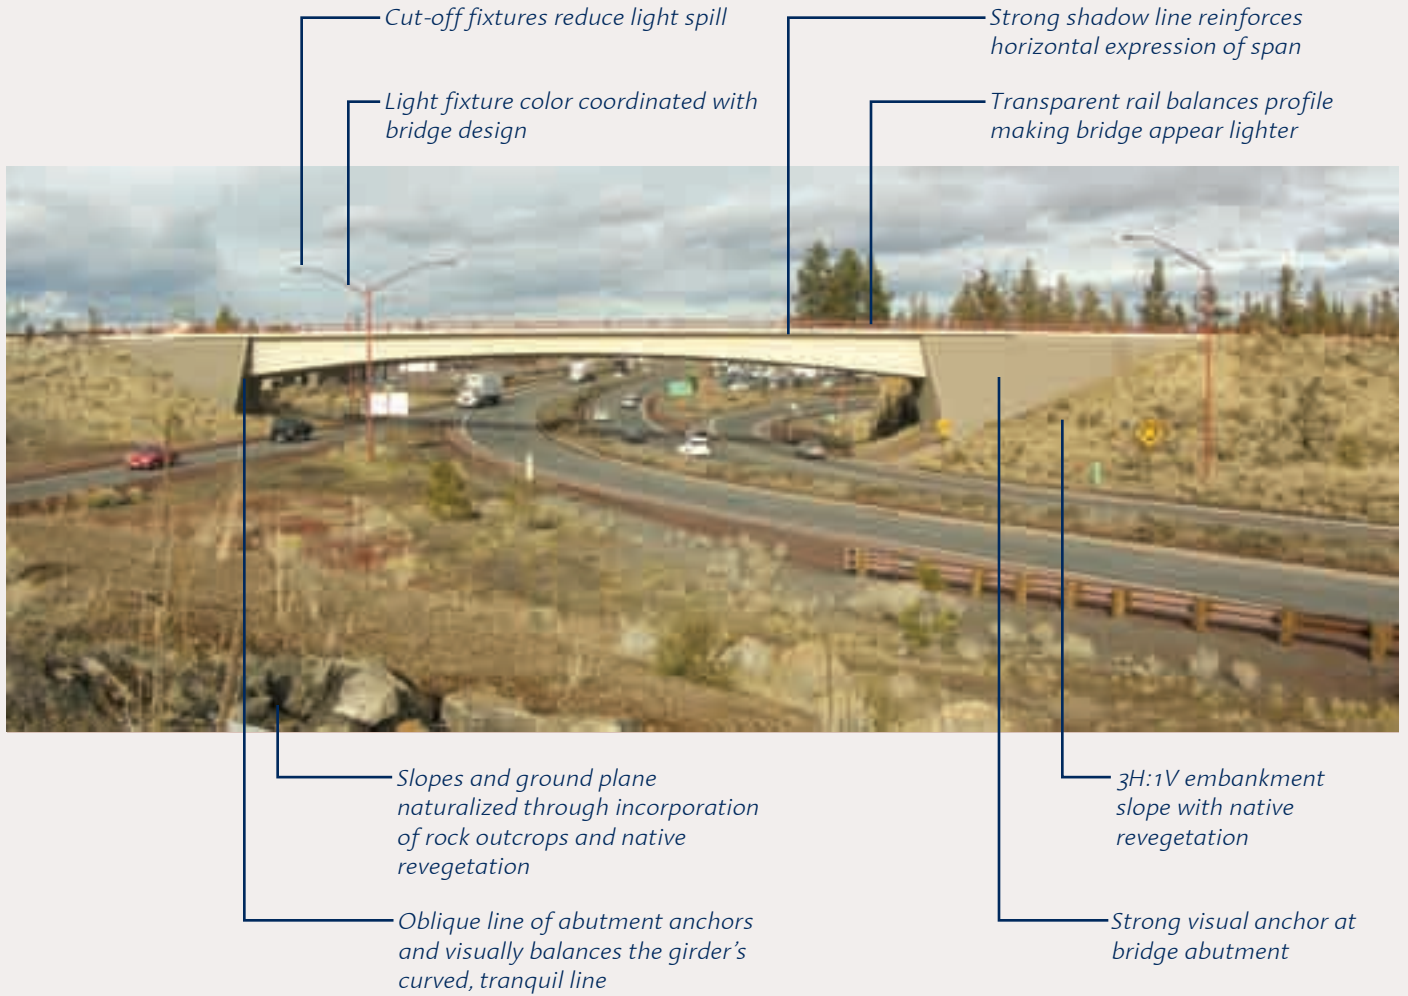 Cut-off fixtures reduce light spill
Light fixture color coordinated with
bridge design
Strong shadow line reinforces
horizontal expression of span
Transparent rail balances profile
making bridge appear lighter
Slopes and ground plane
naturalized through incorporation
of rock outcrops and native
revegetation
Oblique line of abutment anchors
and visually balances the girder’s
curved, tranquil line
3H:1V embankment
slope with native
revegetation
Strong visual anchor at
bridge abutment